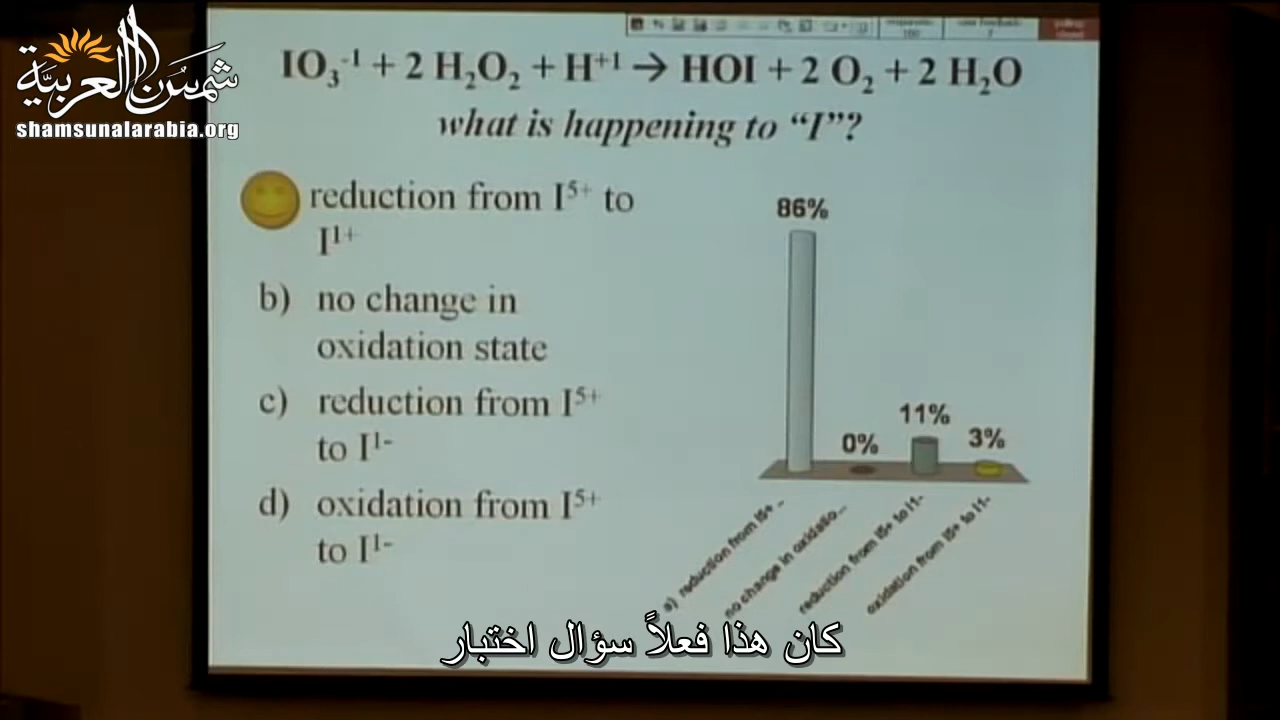 شمس العربية
shamsunalarabia.org
IO₃⁻¹ + 2 H₂O₂ + H⁺¹ → HOI + 2 O₂ + 2 H₂O
what is happening to “I”?
reduction from I⁵⁺ to
I¹⁺
b) no change in
oxidation state
c) reduction from I⁵⁺
to I¹⁻
d) oxidation from I⁵⁺
to I¹⁻
86%
0%
11%
3%
a) reduction from I5+ ...
no change in oxidatio...
reduction from I5+ to I1-
oxidation from I5+ to I1-
كان هذا فعلاً سؤال اختبار